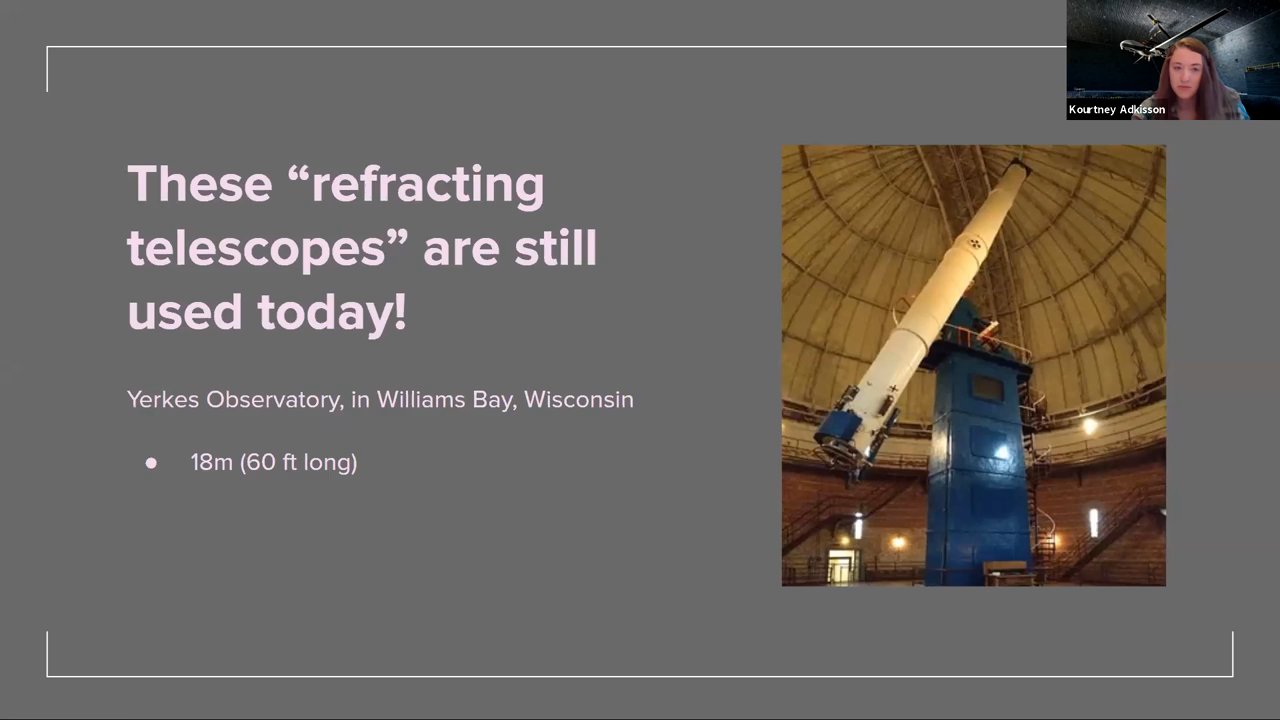 Kourtney Adkisson
These “refracting
telescopes” are still
used today!
Yerkes Observatory, in Williams Bay, Wisconsin
● 18m (60 ft long)